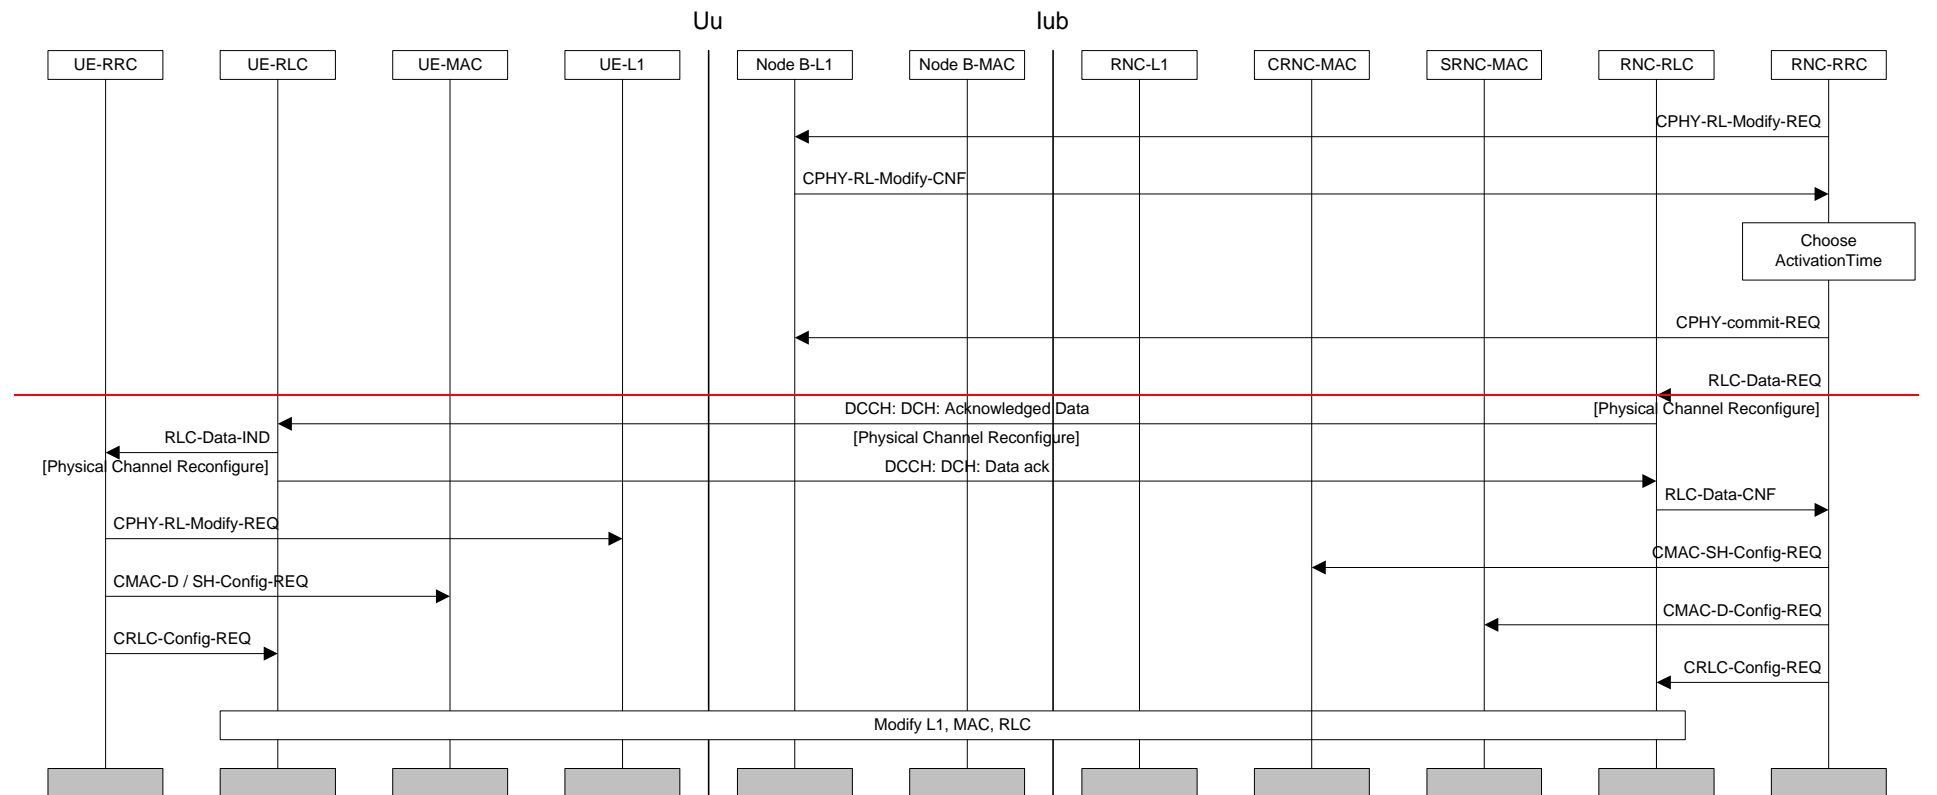 Uu
Iub
UE-RRC
UE-RLC
UE-MAC
UE-L1
Node B-L1
Node B-MAC
RNC-L1
CRNC-MAC
SRNC-MAC
RNC-RLC
RNC-RRC
CPHY-RL-Modify-REQ
CPHY-RL-Modify-CNF
Choose
ActivationTime
CPHY-commit-REQ
RLC-Data-REQ
DCCH: DCH: Acknowledged Data
[Physical Channel Reconfigure]
RLC-Data-IND
[Physical Channel Reconfigure]
[Physical Channel Reconfigure]
DCCH: DCH: Data ack
RLC-Data-CNF
CPHY-RL-Modify-REQ
CMAC-SH-Config-REQ
CMAC-D / SH-Config-REQ
CMAC-D-Config-REQ
CRLC-Config-REQ
CRLC-Config-REQ
Modify L1, MAC, RLC